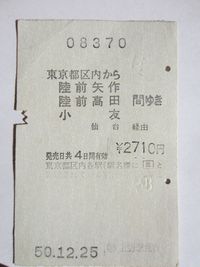 08370
東京都区内から
陸前矢作
陸前高田 間ゆき
小友
仙台 経由
¥2710円
発売日共4日間有効
東京都区内各駅
50.12.25